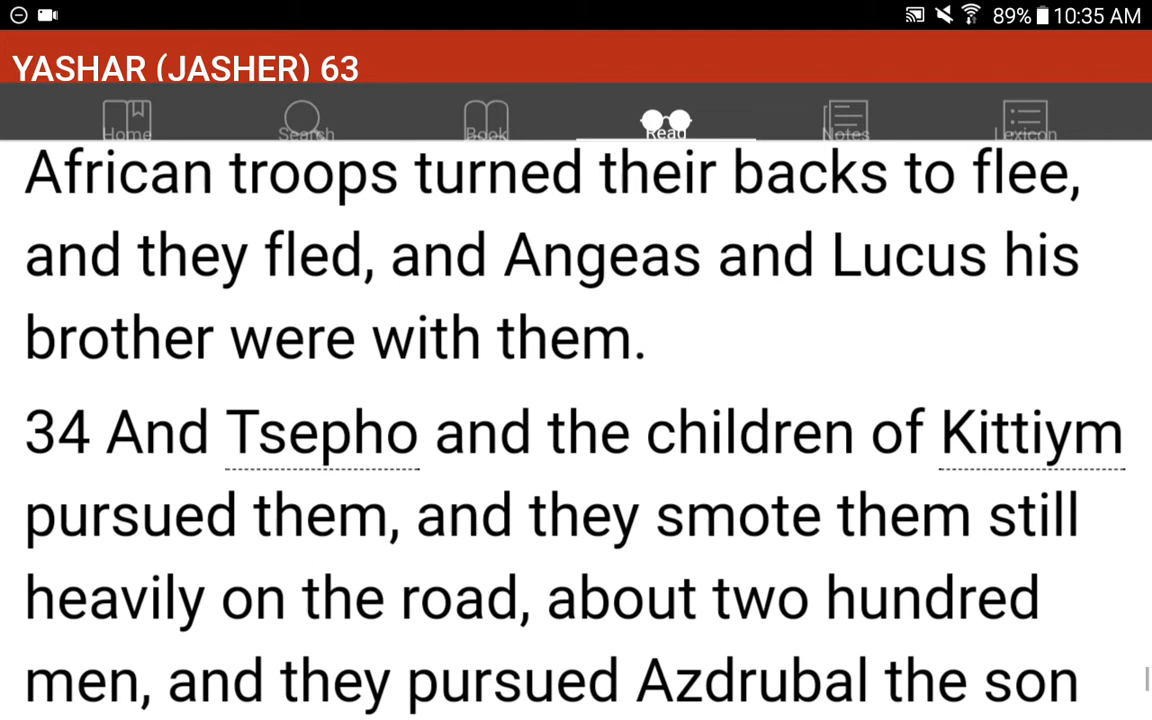 89% 10:35 AM
YASHAR (JASHER) 63
Home Search Book Read Notes Lexicon
African troops turned their backs to flee,
and they fled, and Angeas and Lucus his
brother were with them.
34 And Tsepho and the children of Kittiym
pursued them, and they smote them still
heavily on the road, about two hundred
men, and they pursued Azdrubal the son